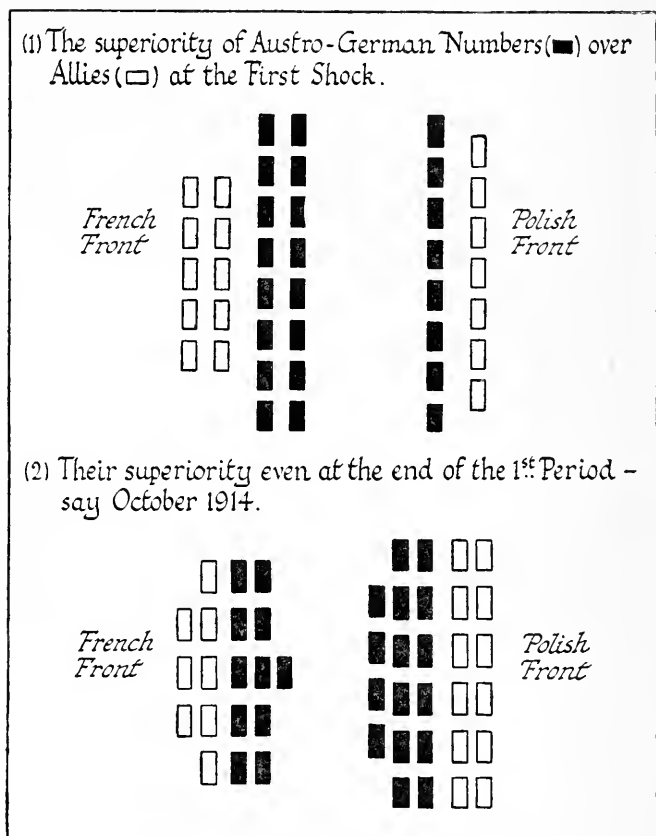 (1) The superiority of Austro-German Numbers(■) over
Allies(▭) at the First Shock.
French
Front
Polish
Front
(2) Their superiority even at the end of the 1st Period –
say October 1914.
French
Front
Polish
Front